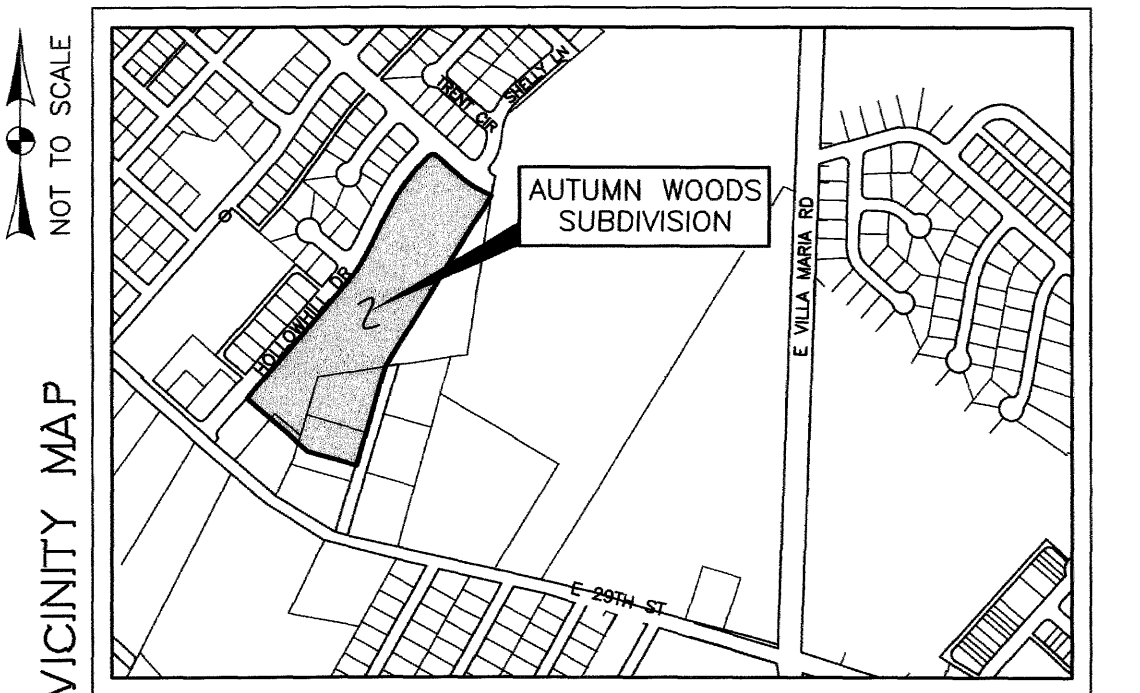 NOT TO SCALE
VICINITY MAP
TRENT CIR
SHELLY LN
AUTUMN WOODS
SUBDIVISION
E VILLA MARIA RD
HOLLOWHILL DR
2
E 29TH ST